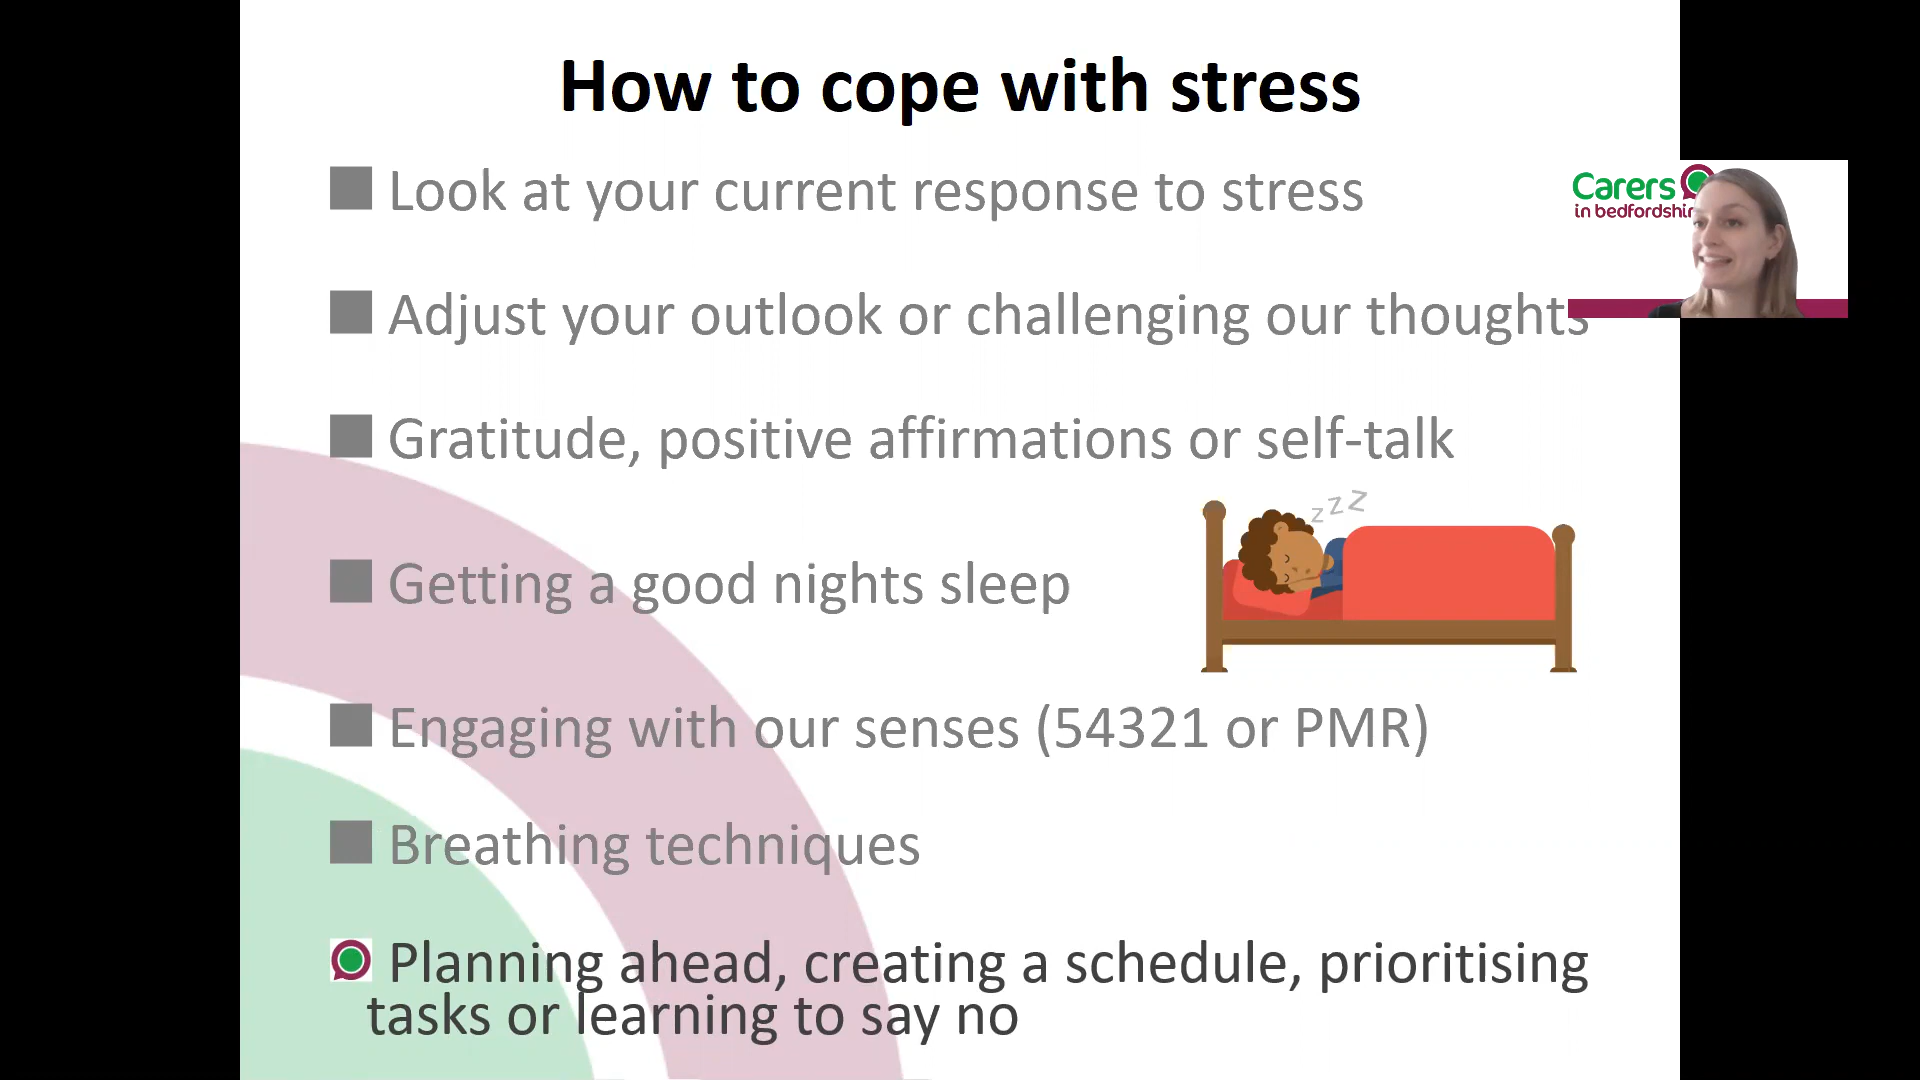 How to cope with stress
Look at your current response to stress
Carers
in bedfordshir
Adjust your outlook or challenging our thoughts
Gratitude, positive affirmations or self-talk
z z z
Getting a good nights sleep
Engaging with our senses (54321 or PMR)
Breathing techniques
Planning ahead, creating a schedule, prioritising
tasks or learning to say no